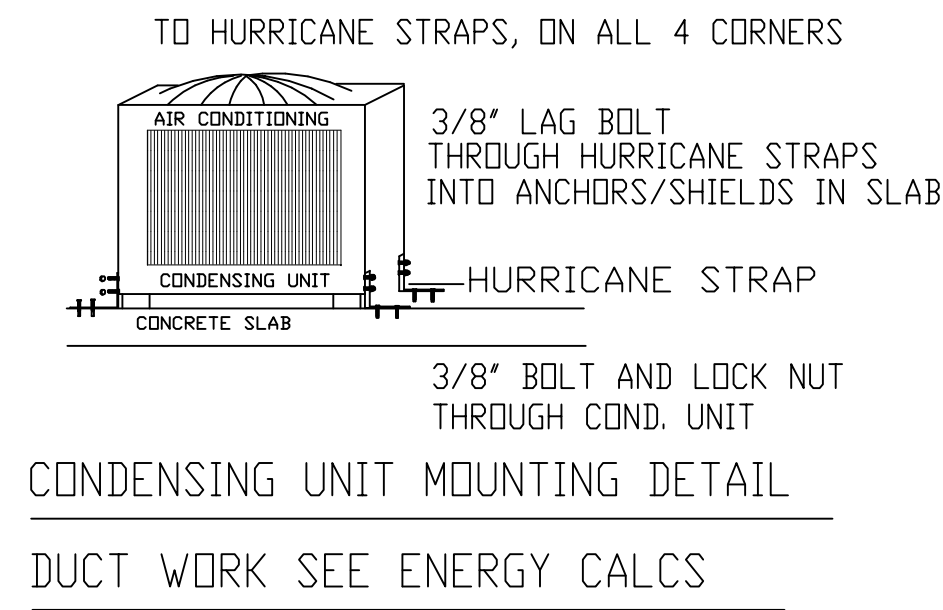 TO HURRICANE STRAPS, ON ALL 4 CORNERS
AIR CONDITIONING
3/8" LAG BOLT
THROUGH HURRICANE STRAPS
INTO ANCHORS/SHIELDS IN SLAB
CONDENSING UNIT
HURRICANE STRAP
CONCRETE SLAB
3/8" BOLT AND LOCK NUT
THROUGH COND. UNIT
CONDENSING UNIT MOUNTING DETAIL
DUCT WORK SEE ENERGY CALCS